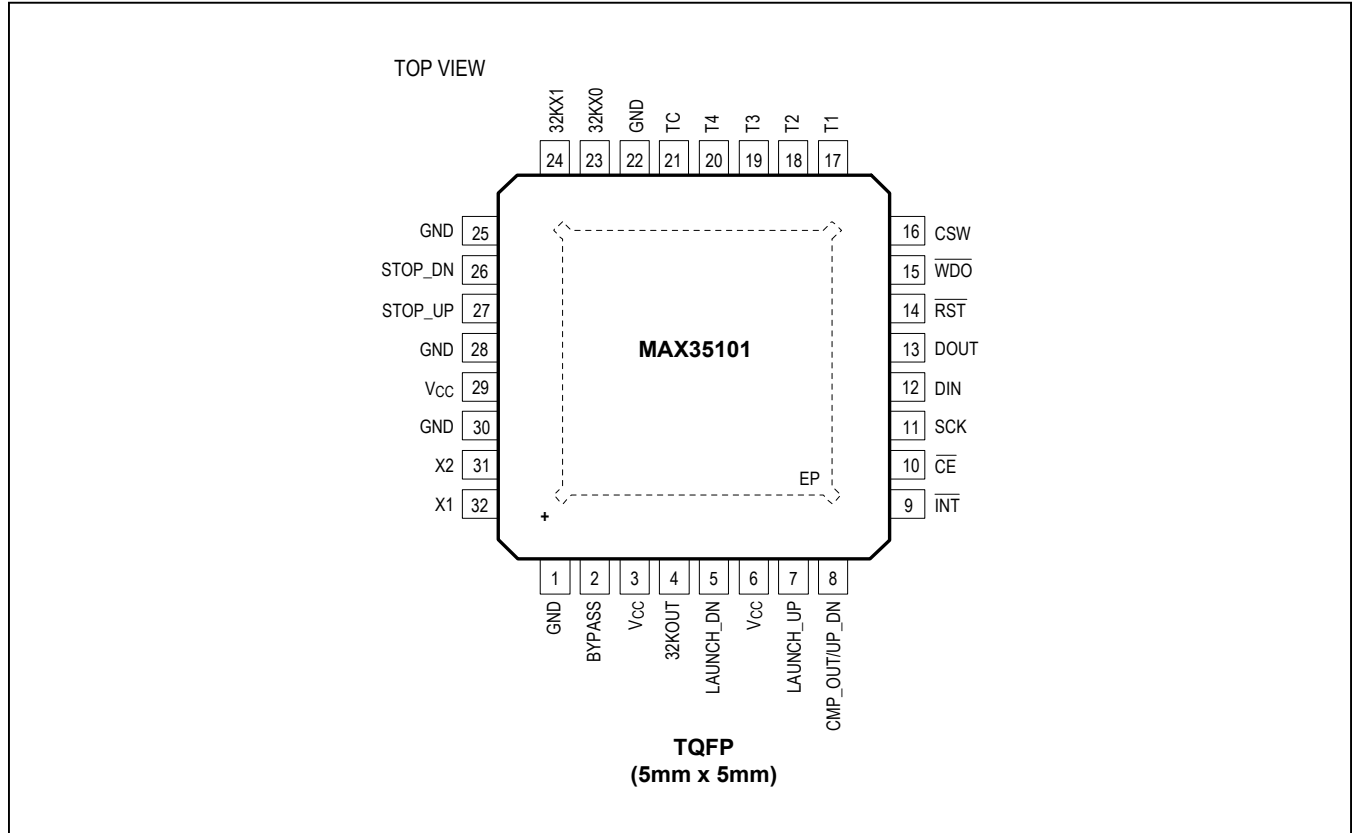 TOP VIEW
32KX1
32KX0
GND
TC
T4
T3
T2
T1
24 23 22 21 20 19 18 17
GND 25
STOP_DN 26
STOP_UP 27
GND 28
VCC 29
GND 30
X2 31
X1 32
MAX35101
EP
+
16 CSW
15 WDO
14 RST
13 DOUT
12 DIN
11 SCK
10 CE
9 INT
1 2 3 4 5 6 7 8
GND
BYPASS
VCC
32KOUT
LAUNCH_DN
VCC
LAUNCH_UP
CMP_OUT/UP_DN
TQFP
(5mm x 5mm)